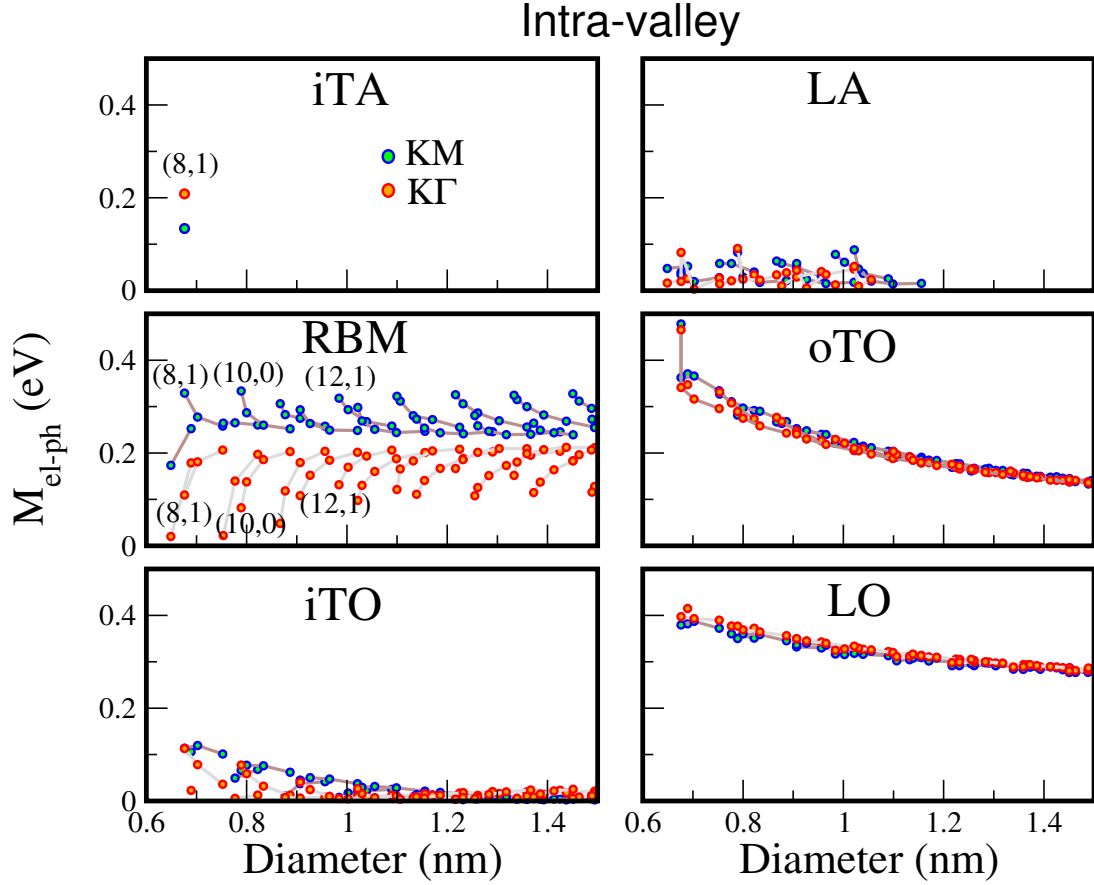 Intra-valley
iTA
LA
KM
KΓ
(8,1)
0.4
0.2
0
RBM
oTO
(8,1)
(10,0)
(12,1)
(8,1)
(10,0)
(12,1)
0.4
0.2
0
M_el-ph (eV)
iTO
LO
0.4
0.2
0
0.6 0.8 1 1.2 1.4
0.6 0.8 1 1.2 1.4
Diameter (nm)
Diameter (nm)